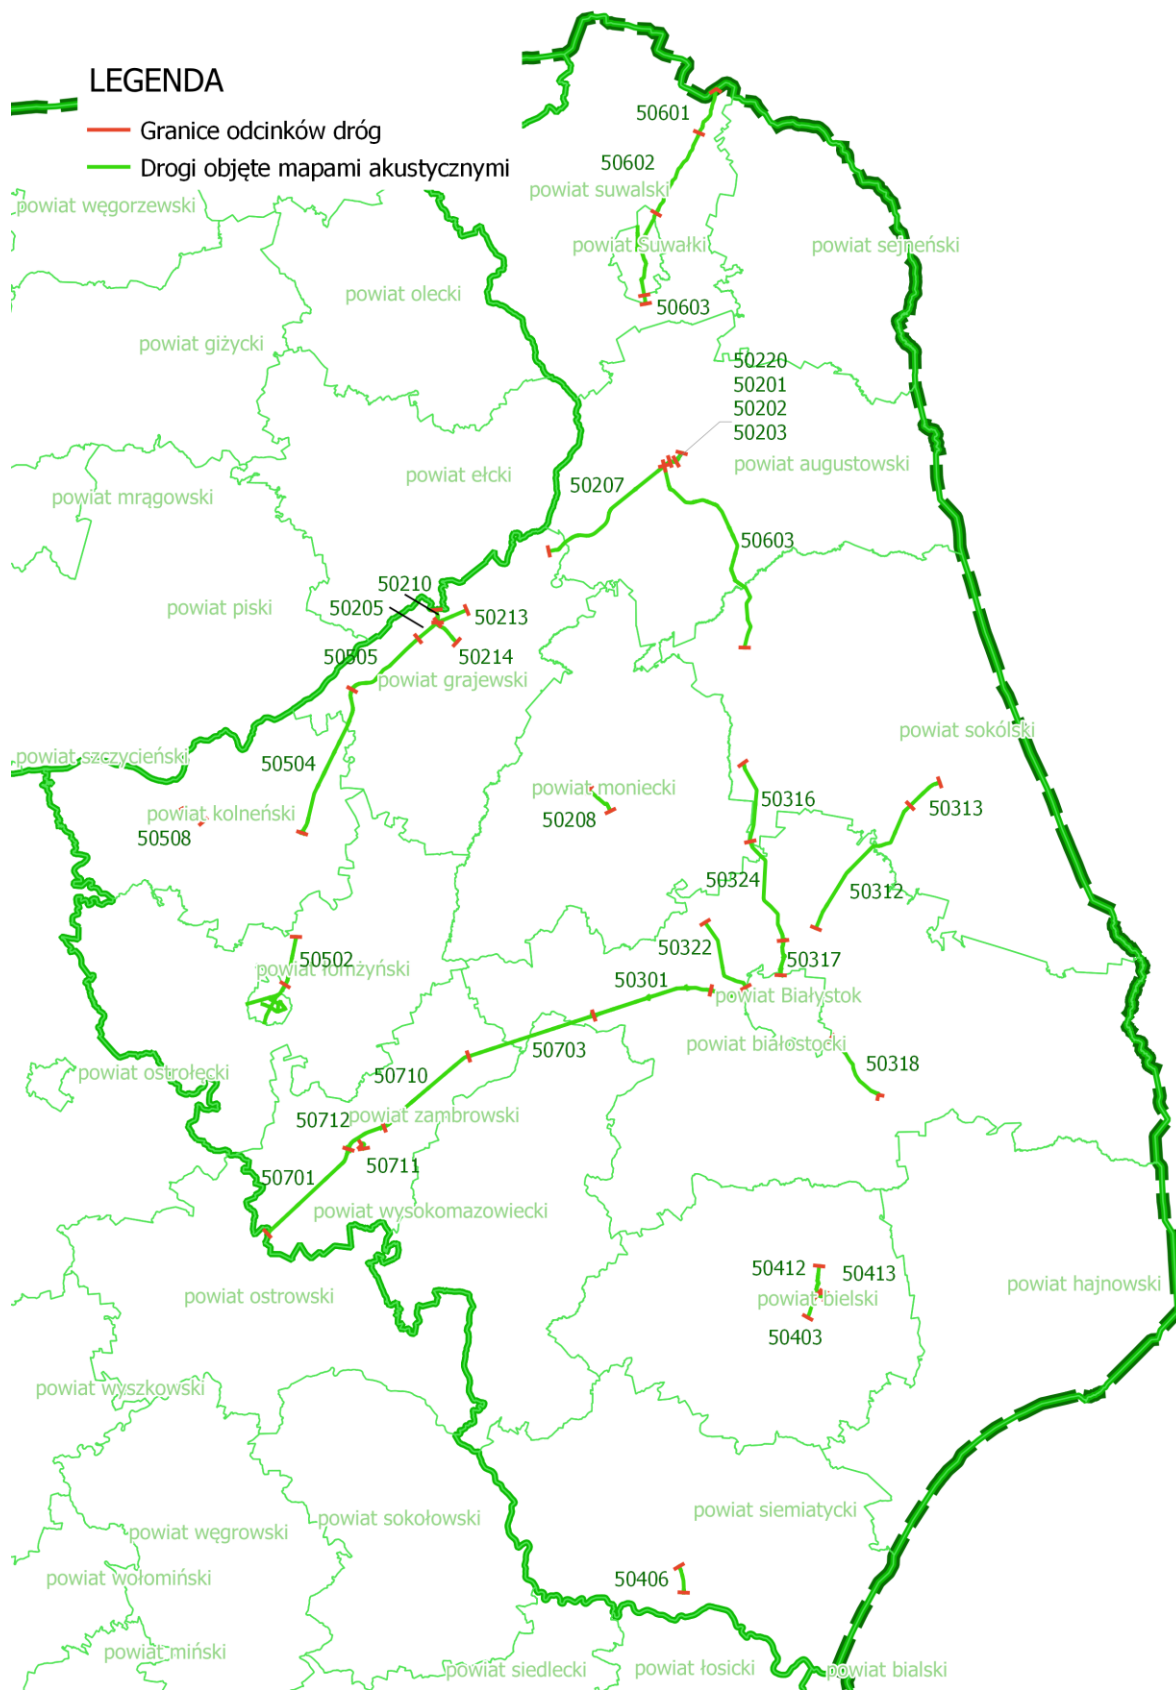 LEGENDA
Granice odcinków dróg
Drogi objęte mapami akustycznymi
50601
50602
powiat suwalski
powiat węgorzewski
powiat Suwałki
powiat sejneński
powiat olecki
50603
powiat giżycki
50220
50201
50202
50203
powiat augustowski
powiat ełcki
50207
powiat mrągowski
50603
50210
50205
powiat piski
50213
50505
50214
powiat grajewski
powiat sokólski
powiat szczycieński
50504
powiat moniecki
50316
50313
powiat kolneński
50208
50508
50324
50312
50322
50317
50502
powiat łomżyński
50301
powiat Białystok
powiat białostocki
50703
powiat ostrołęcki
50710
50318
50712
powiat zambrowski
50711
50701
powiat wysokomazowiecki
50412
50413
powiat hajnowski
powiat ostrowski
powiat bielski
50403
powiat wyszkowski
powiat siemiatycki
powiat sokołowski
powiat węgrowski
powiat wołomiński
50406
powiat miński
powiat siedlecki
powiat łosicki
powiat bialski